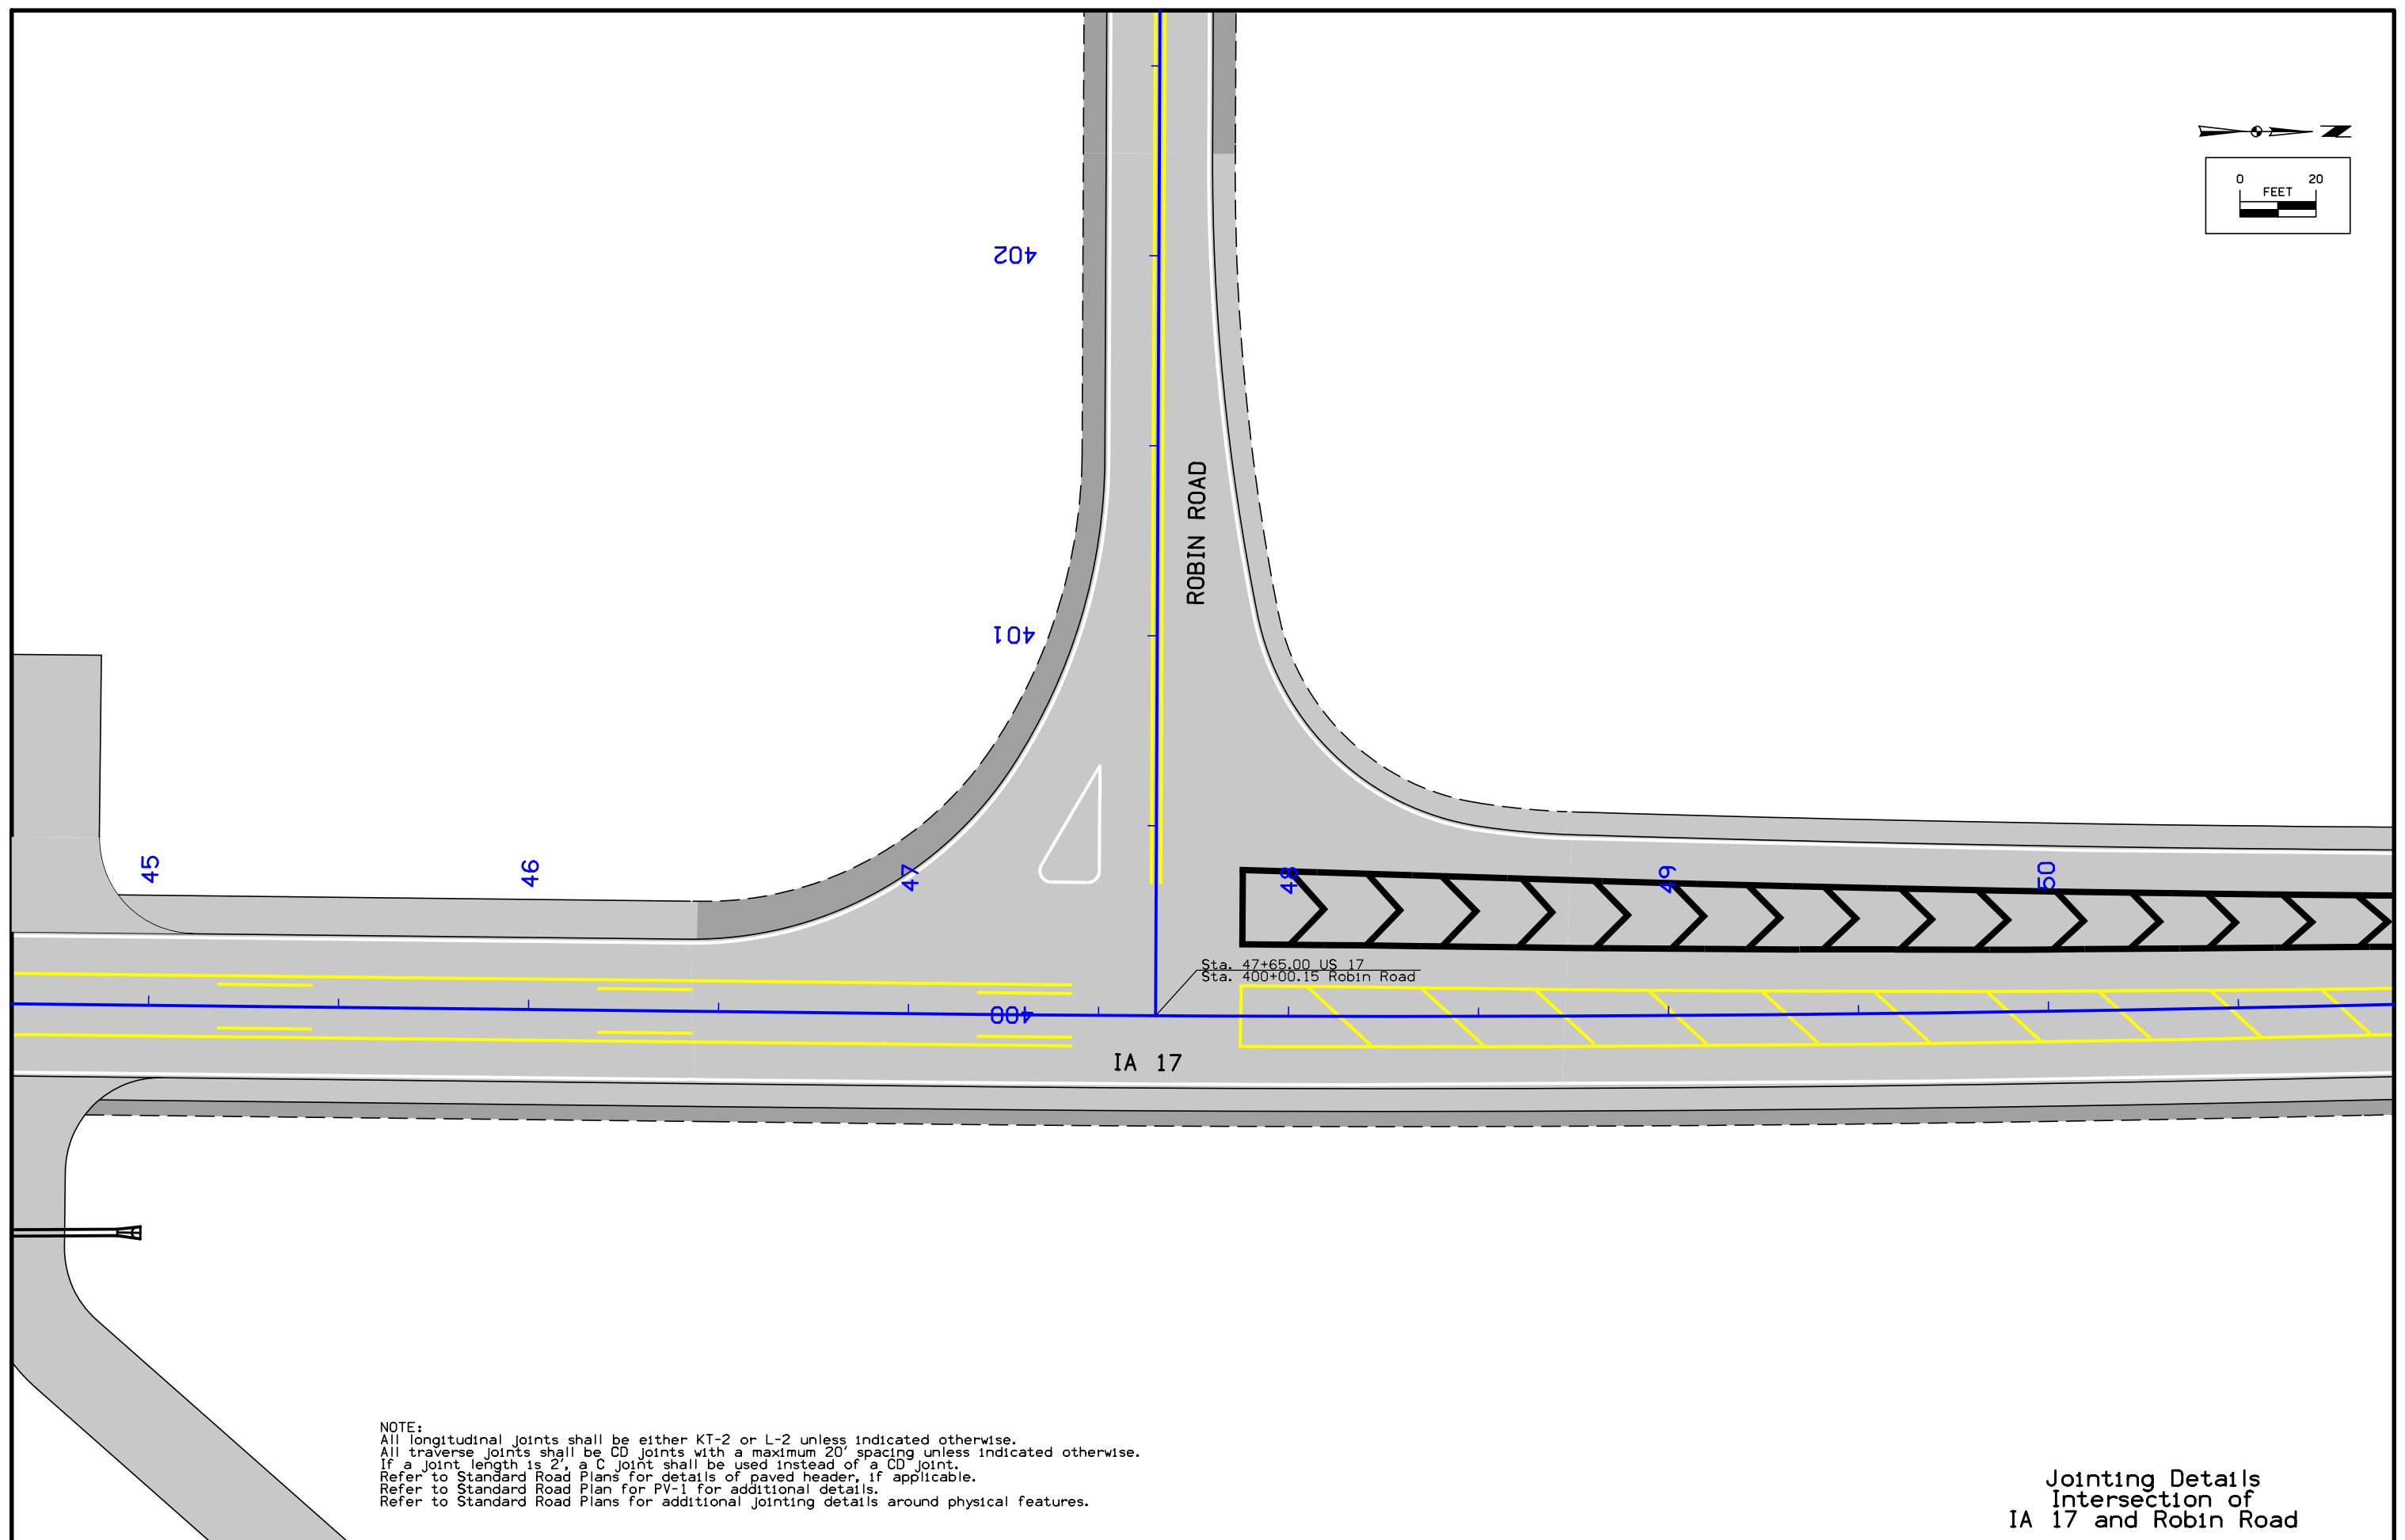 402
0 20
FEET
ROBIN ROAD
401
45
46
47
48
49
50
Sta. 47+65.00 US 17
Sta. 400+00.15 Robin Road
400
IA 17
NOTE:
All longitudinal joints shall be either KT-2 or L-2 unless indicated otherwise.
All traverse joints shall be CD joints with a maximum 20' spacing unless indicated otherwise.
If a joint length is 2', a C joint shall be used instead of a CD joint.
Refer to Standard Road Plans for details of paved header, if applicable.
Refer to Standard Road Plan for PV-1 for additional details.
Refer to Standard Road Plans for additional jointing details around physical features.
Jointing Details
Intersection of
IA 17 and Robin Road
N